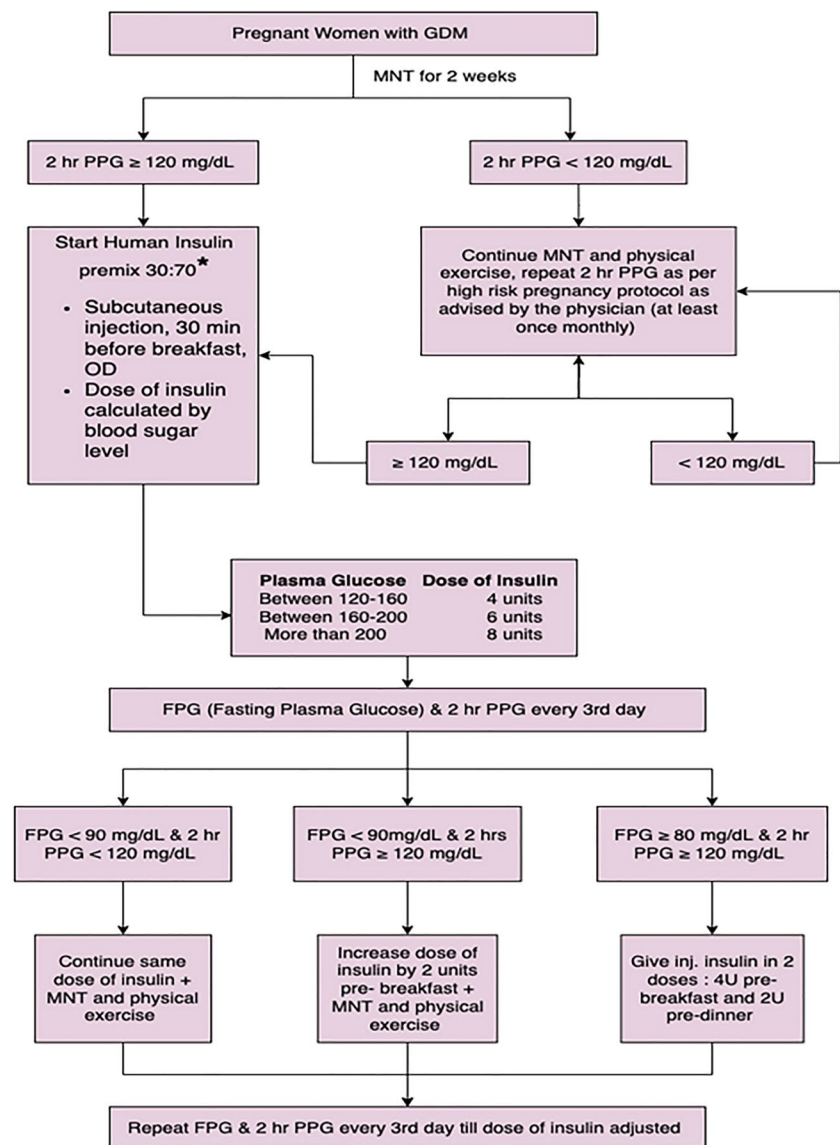 Pregnant Women with GDM
MNT for 2 weeks
2 hr PPG ≥ 120 mg/dL
2 hr PPG < 120 mg/dL
Start Human Insulin
premix 30:70*
• Subcutaneous
injection, 30 min
before breakfast,
OD
• Dose of insulin
calculated by
blood sugar
level
Continue MNT and physical
exercise, repeat 2 hr PPG as per
high risk pregnancy protocol as
advised by the physician (at least
once monthly)
≥ 120 mg/dL
< 120 mg/dL
Plasma Glucose Dose of Insulin
Between 120-160 4 units
Between 160-200 6 units
More than 200 8 units
FPG (Fasting Plasma Glucose) & 2 hr PPG every 3rd day
FPG < 90 mg/dL & 2 hr
PPG < 120 mg/dL
FPG < 90mg/dL & 2 hrs
PPG ≥ 120 mg/dL
FPG ≥ 80 mg/dL & 2 hr
PPG ≥ 120 mg/dL
Continue same
dose of insulin +
MNT and physical
exercise
Increase dose of
insulin by 2 units
pre- breakfast +
MNT and physical
exercise
Give inj. insulin in 2
doses : 4U pre-
breakfast and 2U
pre-dinner
Repeat FPG & 2 hr PPG every 3rd day till dose of insulin adjusted